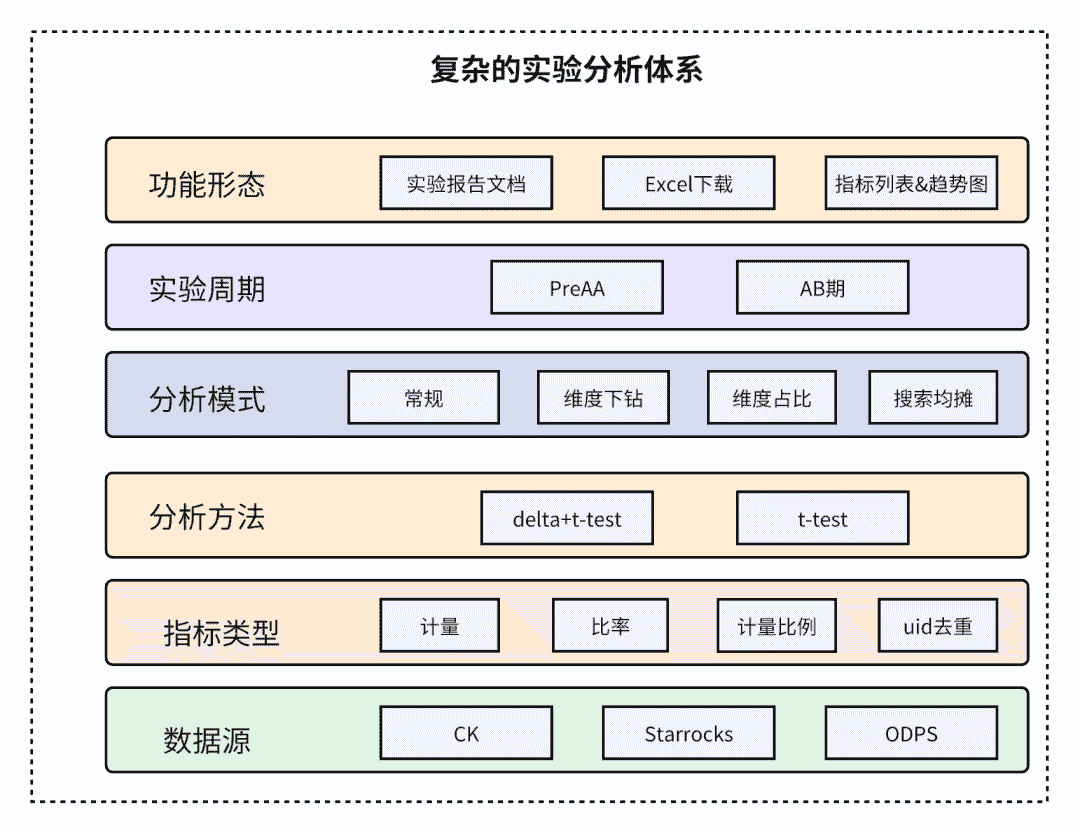 复杂的实验分析体系
功能形态
实验报告文档
Excel下载
指标列表&趋势图
实验周期
PreAA
AB期
分析模式
常规
维度下钻
维度占比
搜索均摊
分析方法
delta+t-test
t-test
指标类型
计量
比率
计量比例
uid去重
数据源
CK
Starrocks
ODPS